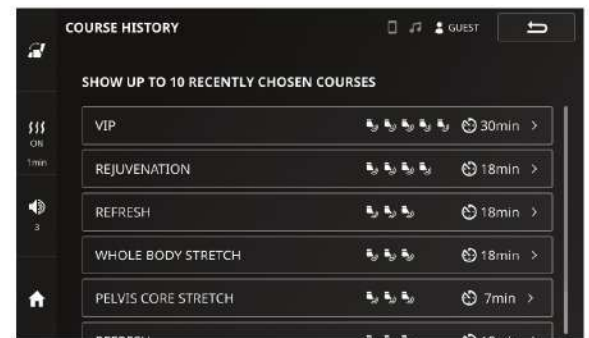 COURSE HISTORY
GUEST
SHOW UP TO 10 RECENTLY CHOSEN COURSES
ON
1min
3
VIP 30min >
REJUVENATION 18min >
REFRESH 18min >
WHOLE BODY STRETCH 18min >
PELVIS CORE STRETCH 7min >